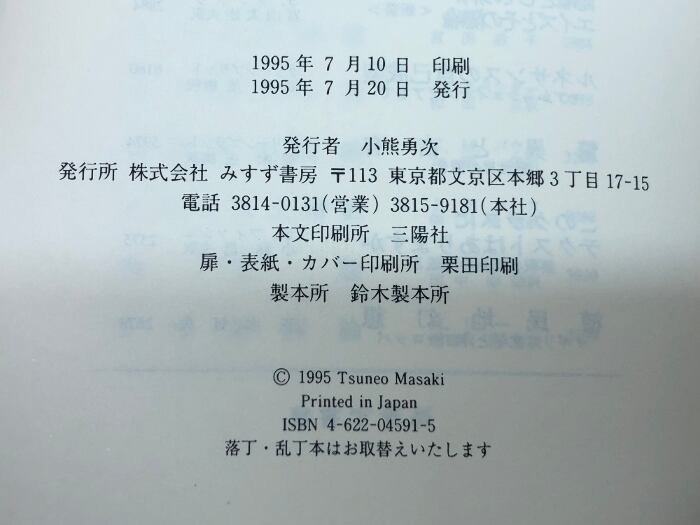 1995年 7 月10日 印刷
1995年 7 月20日 発行
発行者 小熊勇次
発行所 株式会社 みすず書房 〒113 東京都文京区本郷3丁目17-15
電話 3814-0131(営業) 3815-9181(本社)
本文印刷所 三陽社
扉・表紙・カバー印刷所 栗田印刷
製本所 鈴木製本所
© 1995 Tsuneo Masaki
Printed in Japan
ISBN 4-622-04591-5
落丁・乱丁本はお取替えいたします